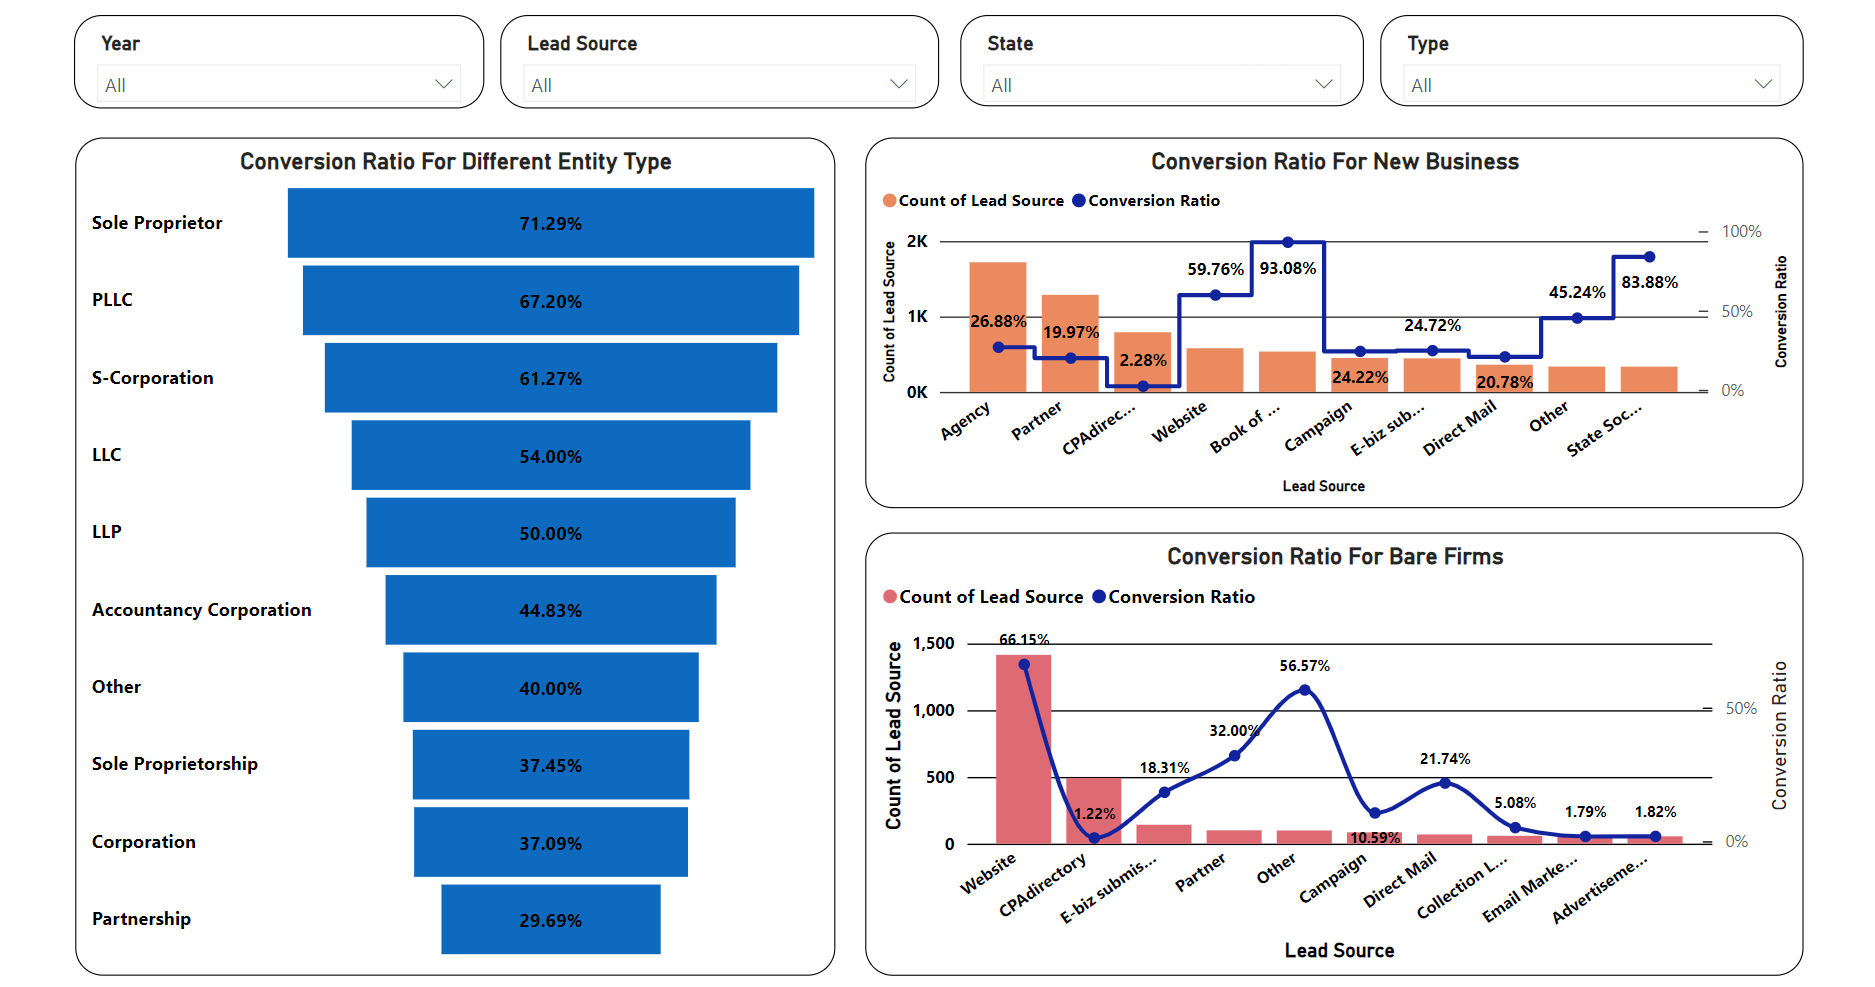 Year
All
Lead Source
All
State
All
Type
All
Conversion Ratio For Different Entity Type
Sole Proprietor 71.29%
PLLC 67.20%
S-Corporation 61.27%
LLC 54.00%
LLP 50.00%
Accountancy Corporation 44.83%
Other 40.00%
Sole Proprietorship 37.45%
Corporation 37.09%
Partnership 29.69%
Conversion Ratio For New Business
Count of Lead Source Conversion Ratio
Count of Lead Source
2K
1K
0K
26.88%
19.97%
2.28%
59.76%
93.08%
24.22%
24.72%
20.78%
45.24%
83.88%
100%
50%
0%
Conversion Ratio
Agency
Partner
CPAdirec...
Website
Book of ...
Campaign
E-biz sub...
Direct Mail
Other
State Soc...
Lead Source
Conversion Ratio For Bare Firms
Count of Lead Source Conversion Ratio
Count of Lead Source
1,500
1,000
500
0
66.15%
1.22%
18.31%
32.00%
56.57%
10.59%
21.74%
5.08%
1.79%
1.82%
50%
0%
Conversion Ratio
Website
CPAdirectory
E-biz submis...
Partner
Other
Campaign
Direct Mail
Collection L...
Email Marke...
Advertiseme...
Lead Source